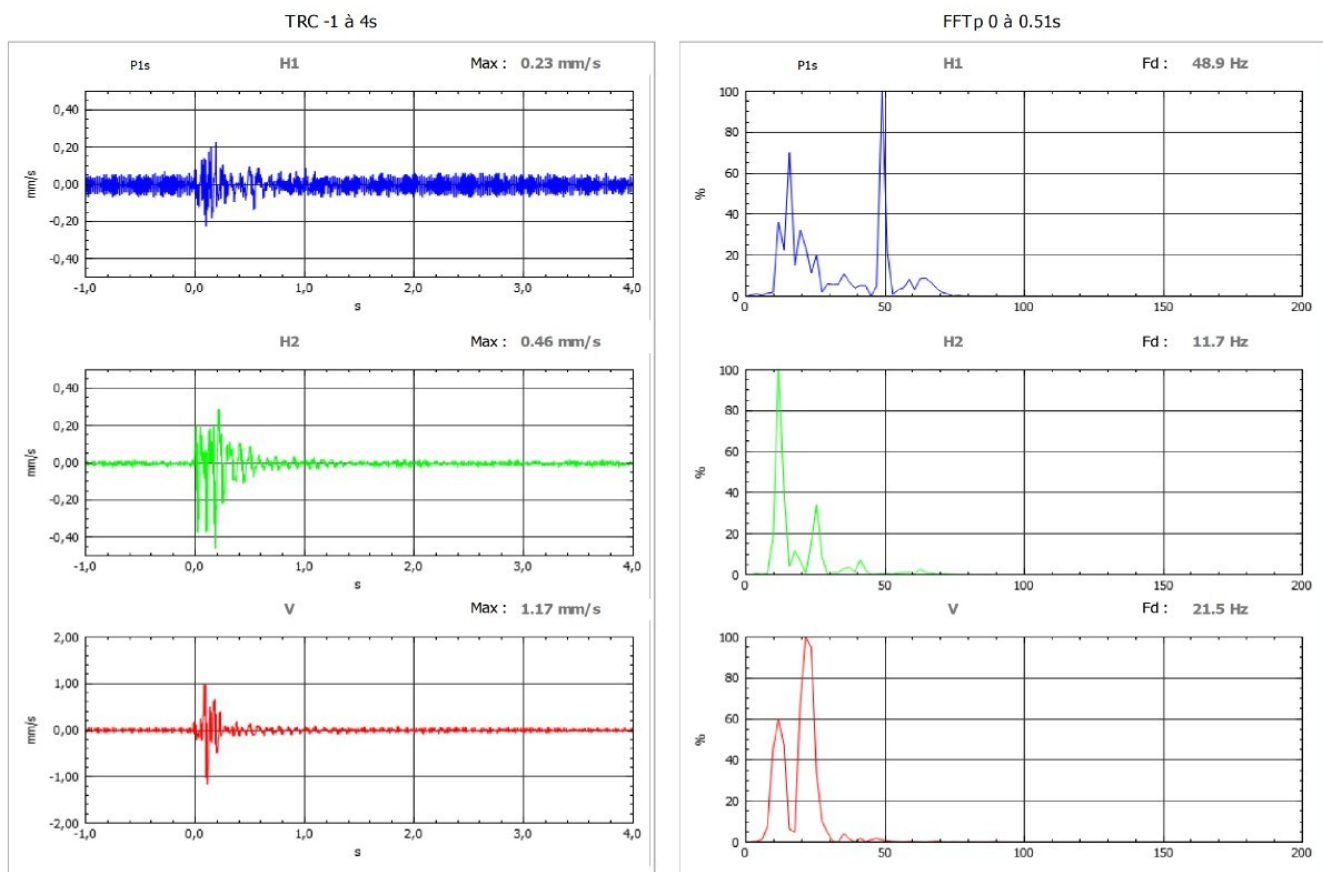 TRC -1 à 4s
FFTp 0 à 0.51s
P1s H1 Max : 0.23 mm/s
0,40
0,20
0,00
-0,20
-0,40
mm/s
-1,0 0,0 1,0 2,0 3,0 4,0
s
H2 Max : 0.46 mm/s
0,40
0,20
0,00
-0,20
-0,40
mm/s
-1,0 0,0 1,0 2,0 3,0 4,0
s
V Max : 1.17 mm/s
2,00
1,00
0,00
-1,00
-2,00
mm/s
-1,0 0,0 1,0 2,0 3,0 4,0
s
P1s H1 Fd : 48.9 Hz
100
80
60
40
20
0
%
0 50 100 150 200
H2 Fd : 11.7 Hz
100
80
60
40
20
0
%
0 50 100 150 200
V Fd : 21.5 Hz
100
80
60
40
20
0
%
0 50 100 150 200